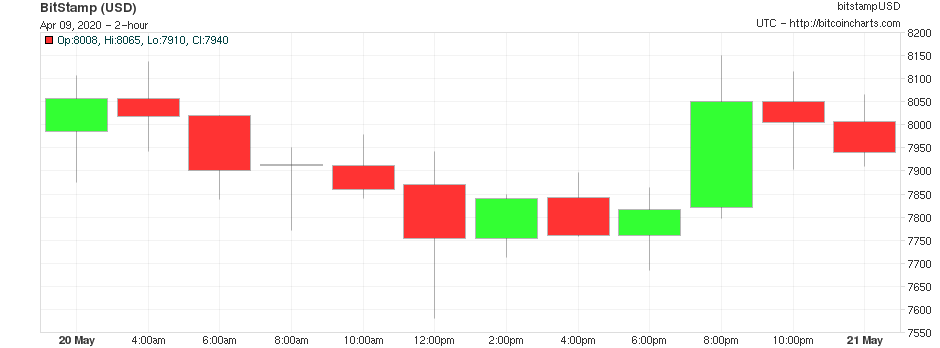 BitStamp (USD)
bitstampUSD
Apr 09, 2020 - 2-hour
UTC - http://bitcoincharts.com
Op:8008, Hi:8065, Lo:7910, Cl:7940
8200
8150
8100
8050
8000
7950
7900
7850
7800
7750
7700
7650
7600
7550
20 May 4:00am 6:00am 8:00am 10:00am 12:00pm 2:00pm 4:00pm 6:00pm 8:00pm 10:00pm 21 May